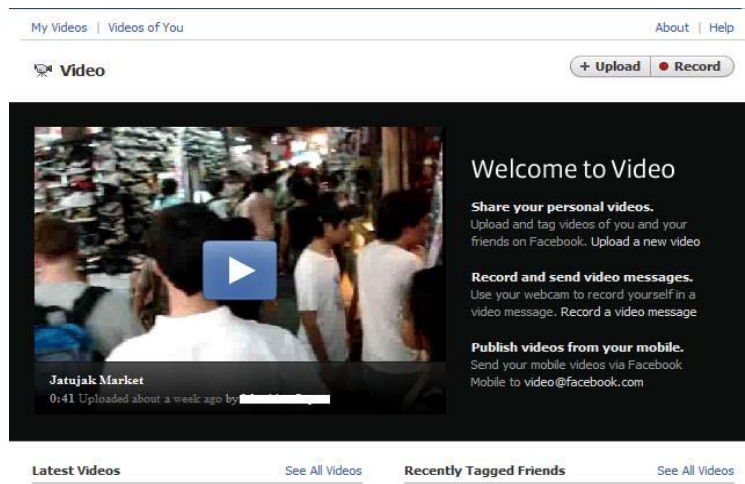 My Videos | Videos of You
About | Help
Video
+ Upload
Record
Welcome to Video
Share your personal videos.
Upload and tag videos of you and your
friends on Facebook. Upload a new video
Record and send video messages.
Use your webcam to record yourself in a
video message. Record a video message
Publish videos from your mobile.
Send your mobile videos via Facebook
Mobile to video@facebook.com
Jatujak Market
0:41 Uploaded about a week ago by
Latest Videos
See All Videos
Recently Tagged Friends
See All Videos